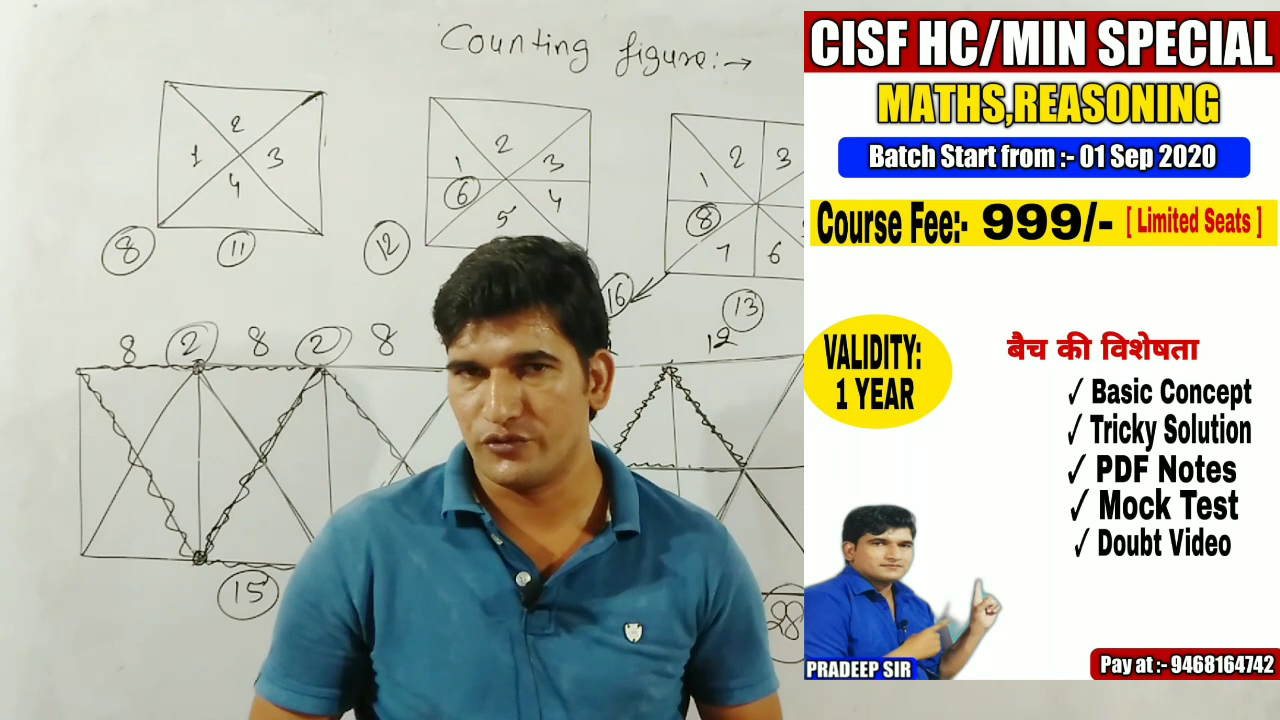 Counting figure:→
2
1 3
4
8
11
2
1 3
6 4
5
12
2 3
1
8
7 6
16
13
8 2 8 2 8
12
15
28
CISF HC/MIN SPECIAL
MATHS,REASONING
Batch Start from :- 01 Sep 2020
Course Fee:- 999/- [ Limited Seats ]
VALIDITY:
1 YEAR
बैच की विशेषता
✓ Basic Concept
✓ Tricky Solution
✓ PDF Notes
✓ Mock Test
✓ Doubt Video
PRADEEP SIR
Pay at :- 9468164742